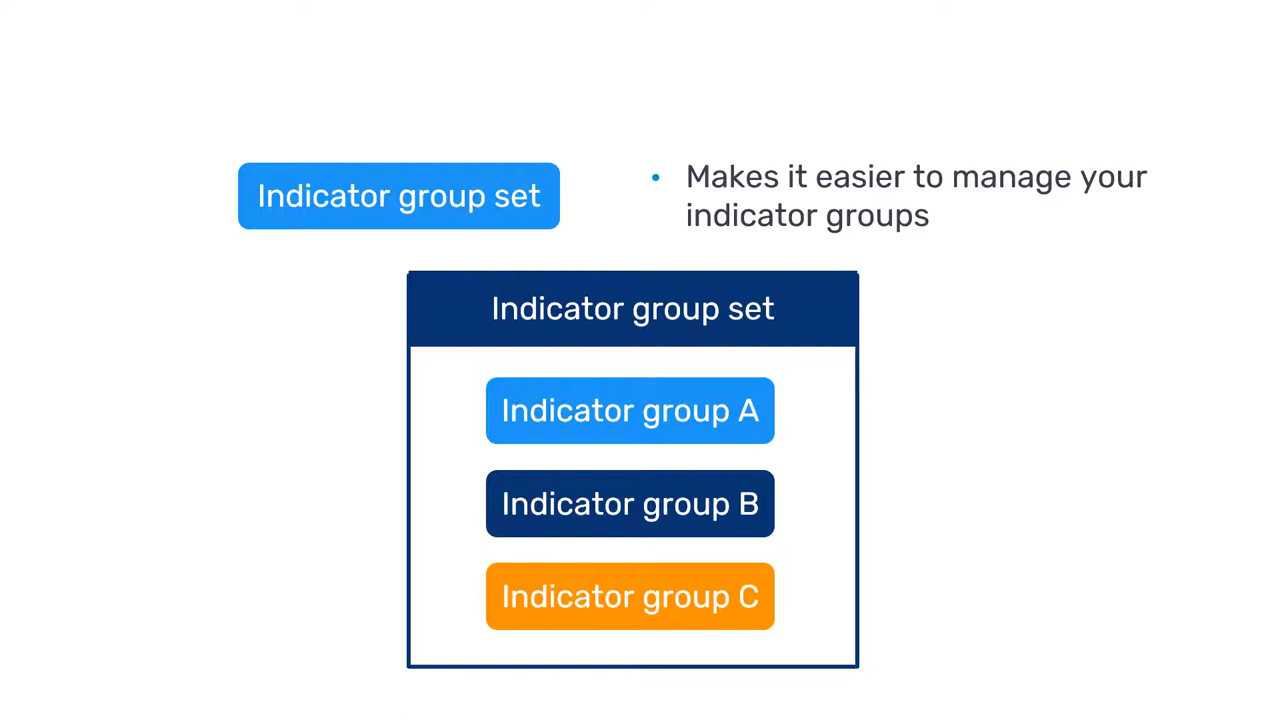 Indicator group set
• Makes it easier to manage your
indicator groups
Indicator group set
Indicator group A
Indicator group B
Indicator group C